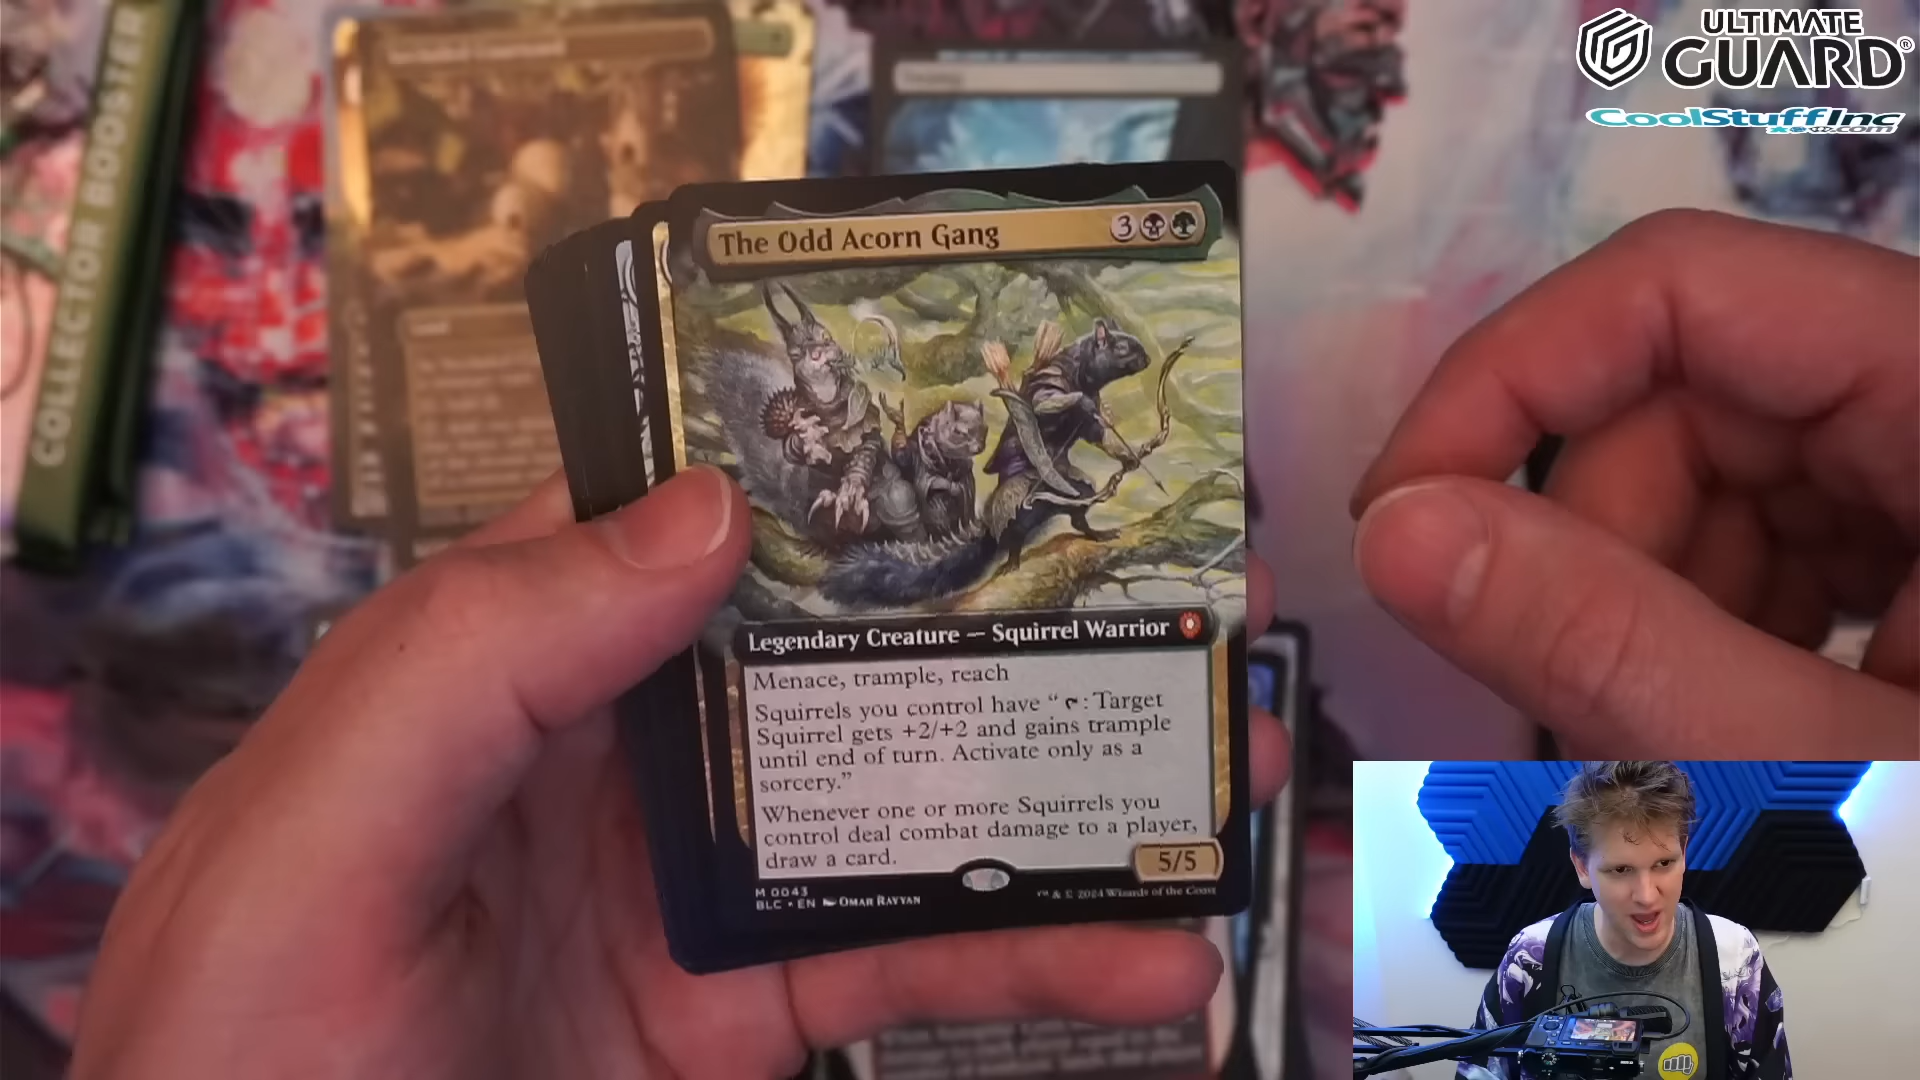 ULTIMATE
GUARD®
CoolStuffInc
.com
COLLECTOR BOOSTER
The Odd Acorn Gang
3
Legendary Creature — Squirrel Warrior
Menace, trample, reach
Squirrels you control have “ : Target
Squirrel gets +2/+2 and gains trample
until end of turn. Activate only as a
sorcery.”
Whenever one or more Squirrels you
control deal combat damage to a player,
draw a card.
5/5
M 0043
BLC • EN OMAR RAYYAN
™ & © 2024 Wizards of the Coast